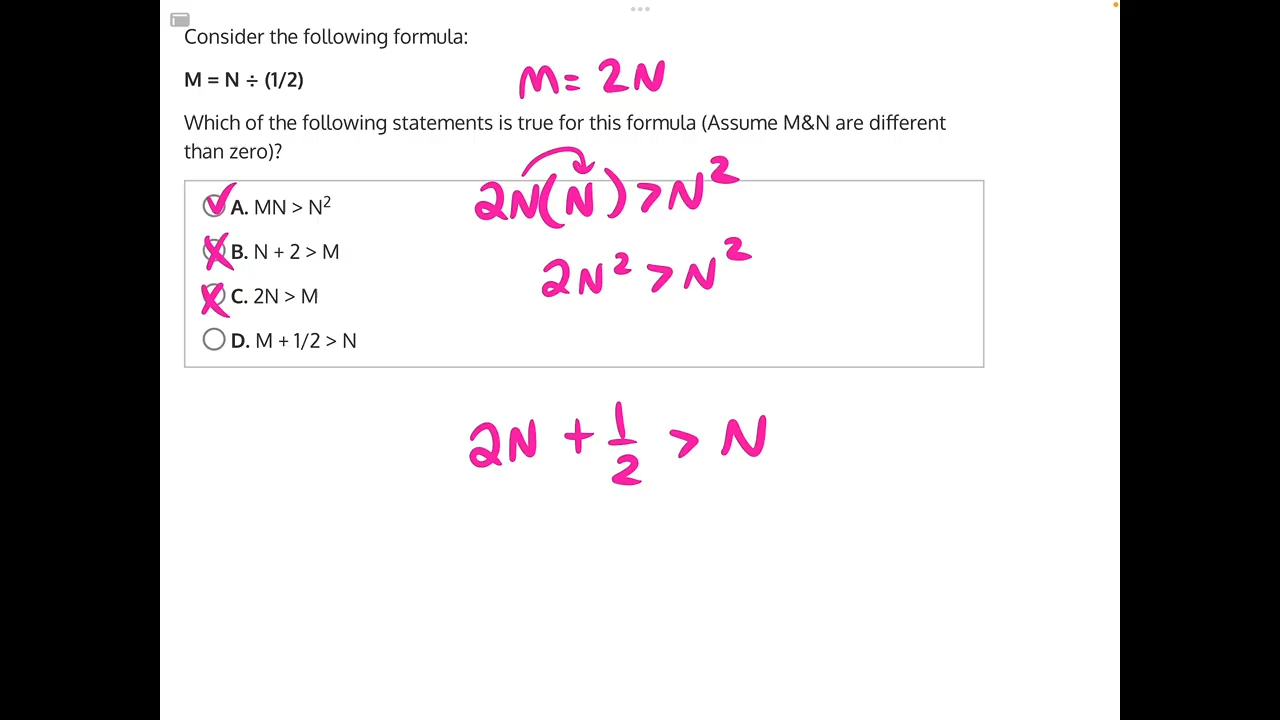 Consider the following formula:
M = N ÷ (1/2)
M = 2N
Which of the following statements is true for this formula (Assume M&N are different
than zero)?
A. MN > N²
2N(N) > N²
B. N + 2 > M
2N² > N²
C. 2N > M
D. M + 1/2 > N
2N + 1/2 > N